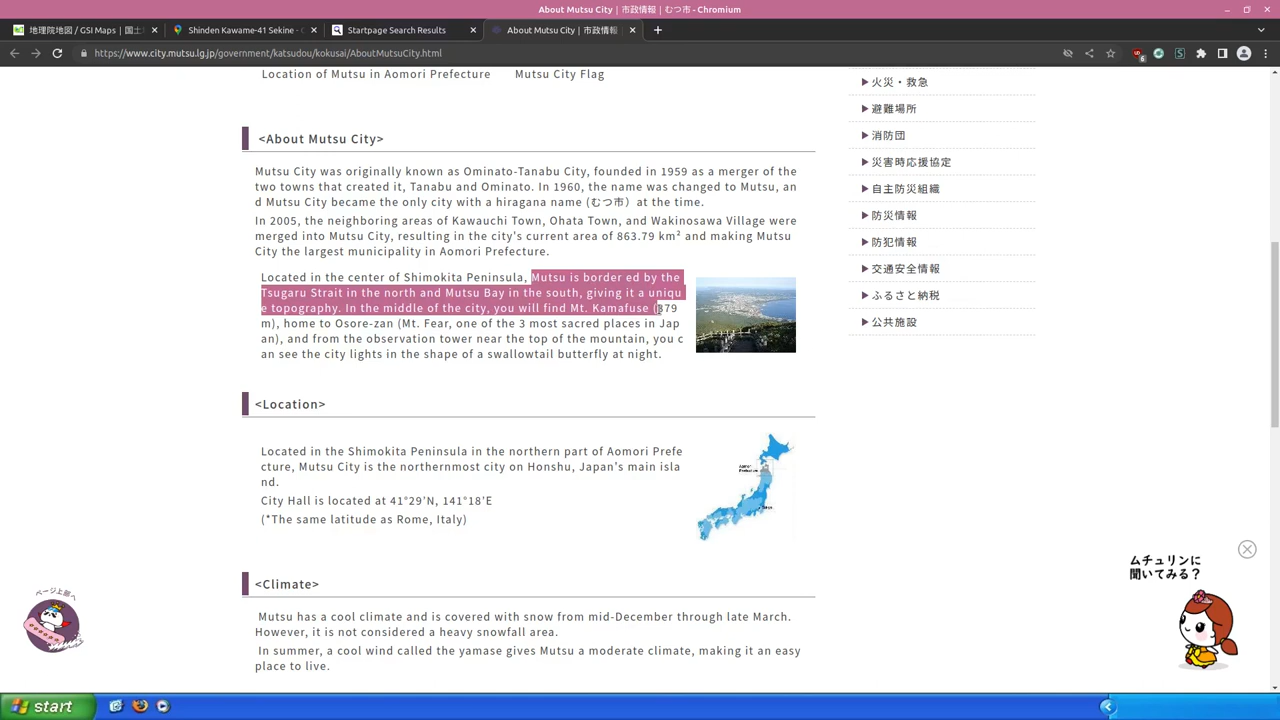 About Mutsu City | 市政情報 | むつ市 - Chromium
地理院地図 / GSI Maps｜国土
Shinden Kawame-41 Sekine -
Startpage Search Results
About Mutsu City | 市政情報
https://www.city.mutsu.lg.jp/government/katsudou/kokusai/AboutMutsuCity.html
6
Location of Mutsu in Aomori Prefecture
Mutsu City Flag
<About Mutsu City>
Mutsu City was originally known as Ominato-Tanabu City, founded in 1959 as a merger of the
two towns that created it, Tanabu and Ominato. In 1960, the name was changed to Mutsu, an
d Mutsu City became the only city with a hiragana name (むつ市）at the time.
In 2005, the neighboring areas of Kawauchi Town, Ohata Town, and Wakinosawa Village were
merged into Mutsu City, resulting in the city's current area of 863.79 km² and making Mutsu
City the largest municipality in Aomori Prefecture.
Located in the center of Shimokita Peninsula, Mutsu is border ed by the
Tsugaru Strait in the north and Mutsu Bay in the south, giving it a uniqu
e topography. In the middle of the city, you will find Mt. Kamafuse (879
m), home to Osore-zan (Mt. Fear, one of the 3 most sacred places in Jap
an), and from the observation tower near the top of the mountain, you c
an see the city lights in the shape of a swallowtail butterfly at night.
<Location>
Located in the Shimokita Peninsula in the northern part of Aomori Prefe
cture, Mutsu City is the northernmost city on Honshu, Japan's main isla
nd.
City Hall is located at 41°29'N, 141°18'E
(*The same latitude as Rome, Italy)
<Climate>
Mutsu has a cool climate and is covered with snow from mid-December through late March.
However, it is not considered a heavy snowfall area.
In summer, a cool wind called the yamase gives Mutsu a moderate climate, making it an easy
place to live.
火災・救急
避難場所
消防団
災害時応援協定
自主防災組織
防災情報
防犯情報
交通安全情報
ふるさと納税
公共施設
ムチュリンに
聞いてみる？
ページ上部へ
start